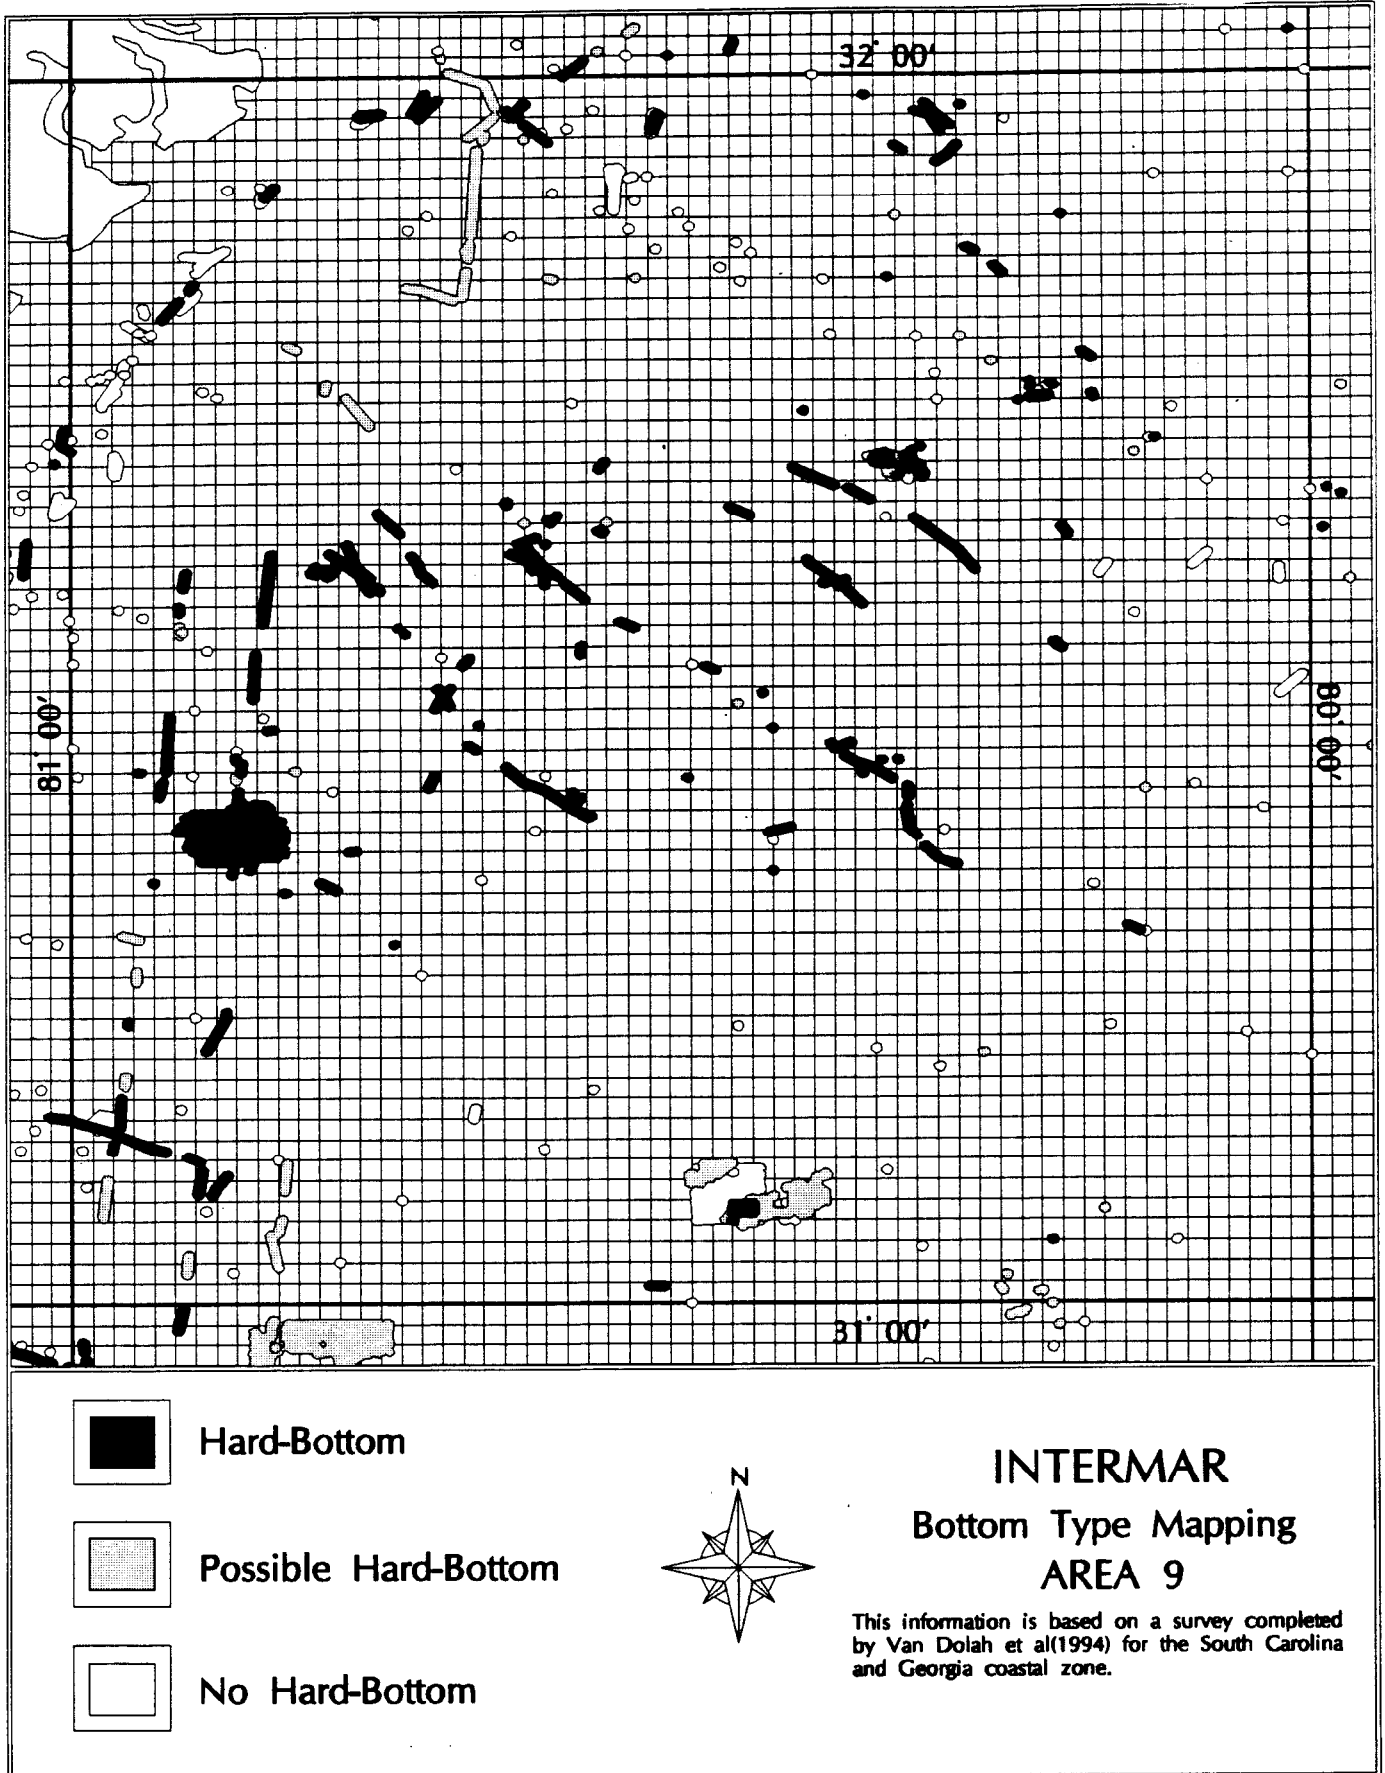 32° 00'
81° 00'
80° 00'
31° 00'
Hard-Bottom
Possible Hard-Bottom
No Hard-Bottom
N
INTERMAR
Bottom Type Mapping
AREA 9
This information is based on a survey completed
by Van Dolah et al(1994) for the South Carolina
and Georgia coastal zone.